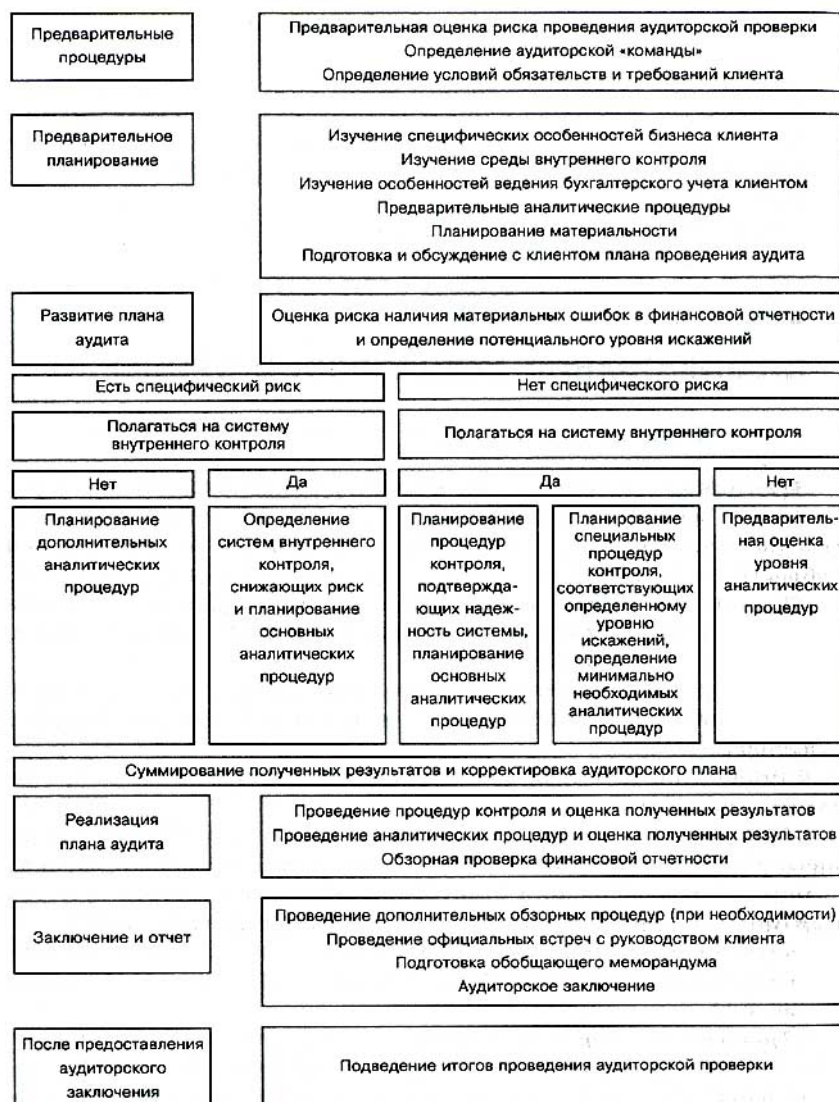 Предварительные
процедуры
Предварительная оценка риска проведения аудиторской проверки
Определение аудиторской «команды»
Определение условий обязательств и требований клиента
Предварительное
планирование
Изучение специфических особенностей бизнеса клиента
Изучение среды внутреннего контроля
Изучение особенностей ведения бухгалтерского учета клиентом
Предварительные аналитические процедуры
Планирование материальности
Подготовка и обсуждение с клиентом плана проведения аудита
Развитие плана
аудита
Оценка риска наличия материальных ошибок в финансовой отчетности
и определение потенциального уровня искажений
Есть специфический риск
Нет специфического риска
Полагаться на систему
внутреннего контроля
Полагаться на систему внутреннего контроля
Нет
Да
Да
Нет
Планирование
дополнительных
аналитических
процедур
Определение
систем внутреннего
контроля,
снижающих риск
и планирование
основных
аналитических
процедур
Планирование
процедур
контроля,
подтвержда-
ющих надеж-
ность системы,
планирование
основных
аналитических
процедур
Планирование
специальных
процедур
контроля,
соответствующих
определенному
уровню
искажений,
определение
минимально
необходимых
аналитических
процедур
Предваритель-
ная оценка
уровня
аналитических
процедур
Суммирование полученных результатов и корректировка аудиторского плана
Реализация
плана аудита
Проведение процедур контроля и оценка полученных результатов
Проведение аналитических процедур и оценка полученных результатов
Обзорная проверка финансовой отчетности
Заключение и отчет
Проведение дополнительных обзорных процедур (при необходимости)
Проведение официальных встреч с руководством клиента
Подготовка обобщающего меморандума
Аудиторское заключение
После предоставления
аудиторского
заключения
Подведение итогов проведения аудиторской проверки